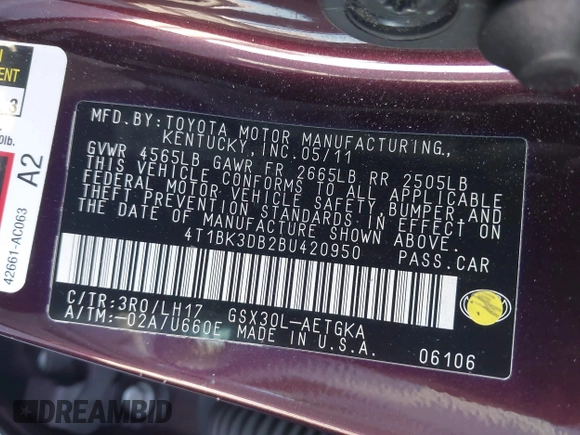 MFD.BY:TOYOTA MOTOR MANUFACTURING.,
KENTUCKY, INC.05/11
GVWR 4565LB GAWR FR 2665LB RR 2505LB
THIS VEHICLE CONFORMS TO ALL APPLICABLE
FEDERAL MOTOR VEHICLE SAFETY, BUMPER, AND
THEFT PREVENTION STANDARDS IN EFFECT ON
THE DATE OF MANUFACTURE SHOWN ABOVE.
4T1BK3DB2BU420950
PASS.CAR
C/TR:3R0/LH17 GSX30L-AETGKA
A/TM:-02A/U660E MADE IN U.S.A.
06106
ENT
3
0lb.
A2
42661-AC063
DREAMBID